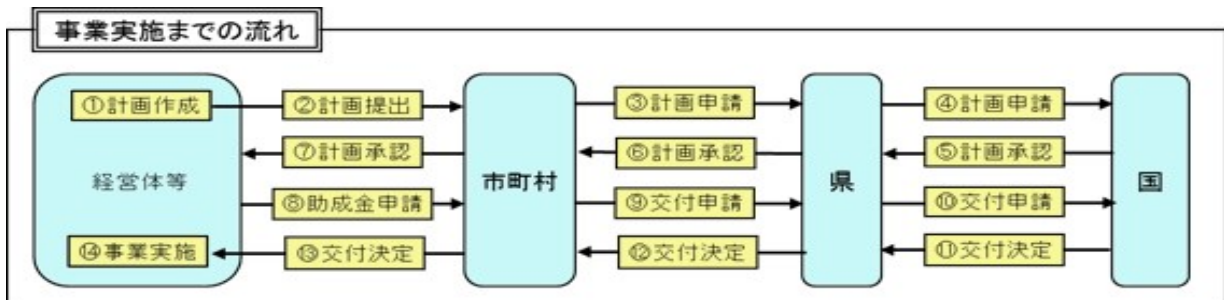 事業実施までの流れ
①計画作成 ②計画提出 ③計画申請 ④計画申請
⑦計画承認 ⑥計画承認 ⑤計画承認
経営体等 市町村 県 国
⑧助成金申請 ⑨交付申請 ⑩交付申請
⑭事業実施 ⑬交付決定 ⑫交付決定 ⑪交付決定